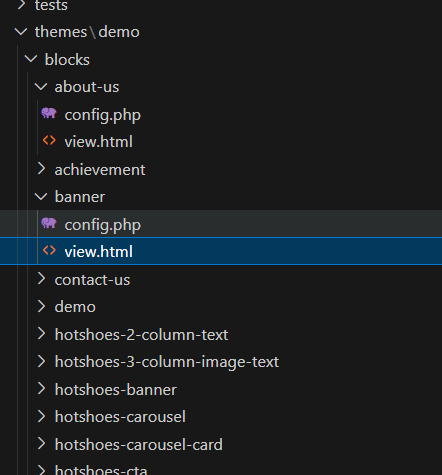 tests
themes\demo
blocks
about-us
config.php
view.html
achievement
banner
config.php
view.html
contact-us
demo
hotshoes-2-column-text
hotshoes-3-column-image-text
hotshoes-banner
hotshoes-carousel
hotshoes-carousel-card
hotshoes-cta